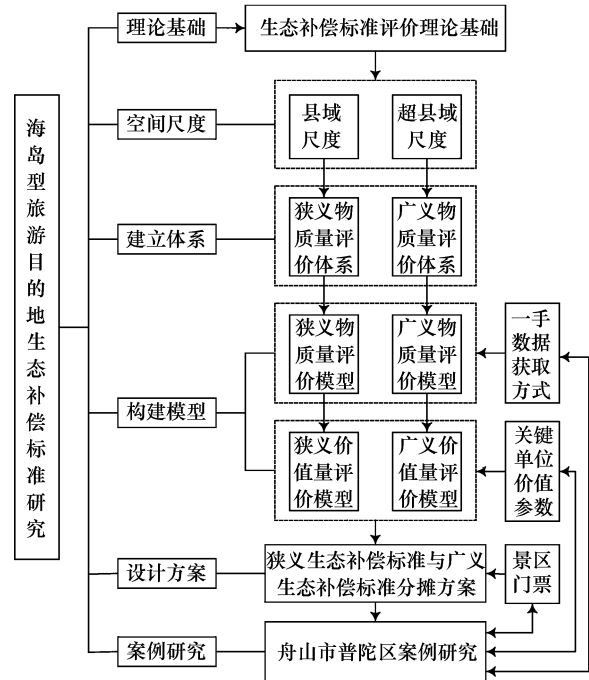 海岛型旅游目的地生态补偿标准研究
理论基础
生态补偿标准评价理论基础
空间尺度
县域
尺度
超县域
尺度
建立体系
狭义物
质量评
价体系
广义物
质量评
价体系
构建模型
狭义物
质量评
价模型
广义物
质量评
价模型
一手
数据
获取
方式
狭义价
值量评
价模型
广义价
值量评
价模型
关键
单位
价值
参数
设计方案
狭义生态补偿标准与广义
生态补偿标准分摊方案
景区
门票
案例研究
舟山市普陀区案例研究